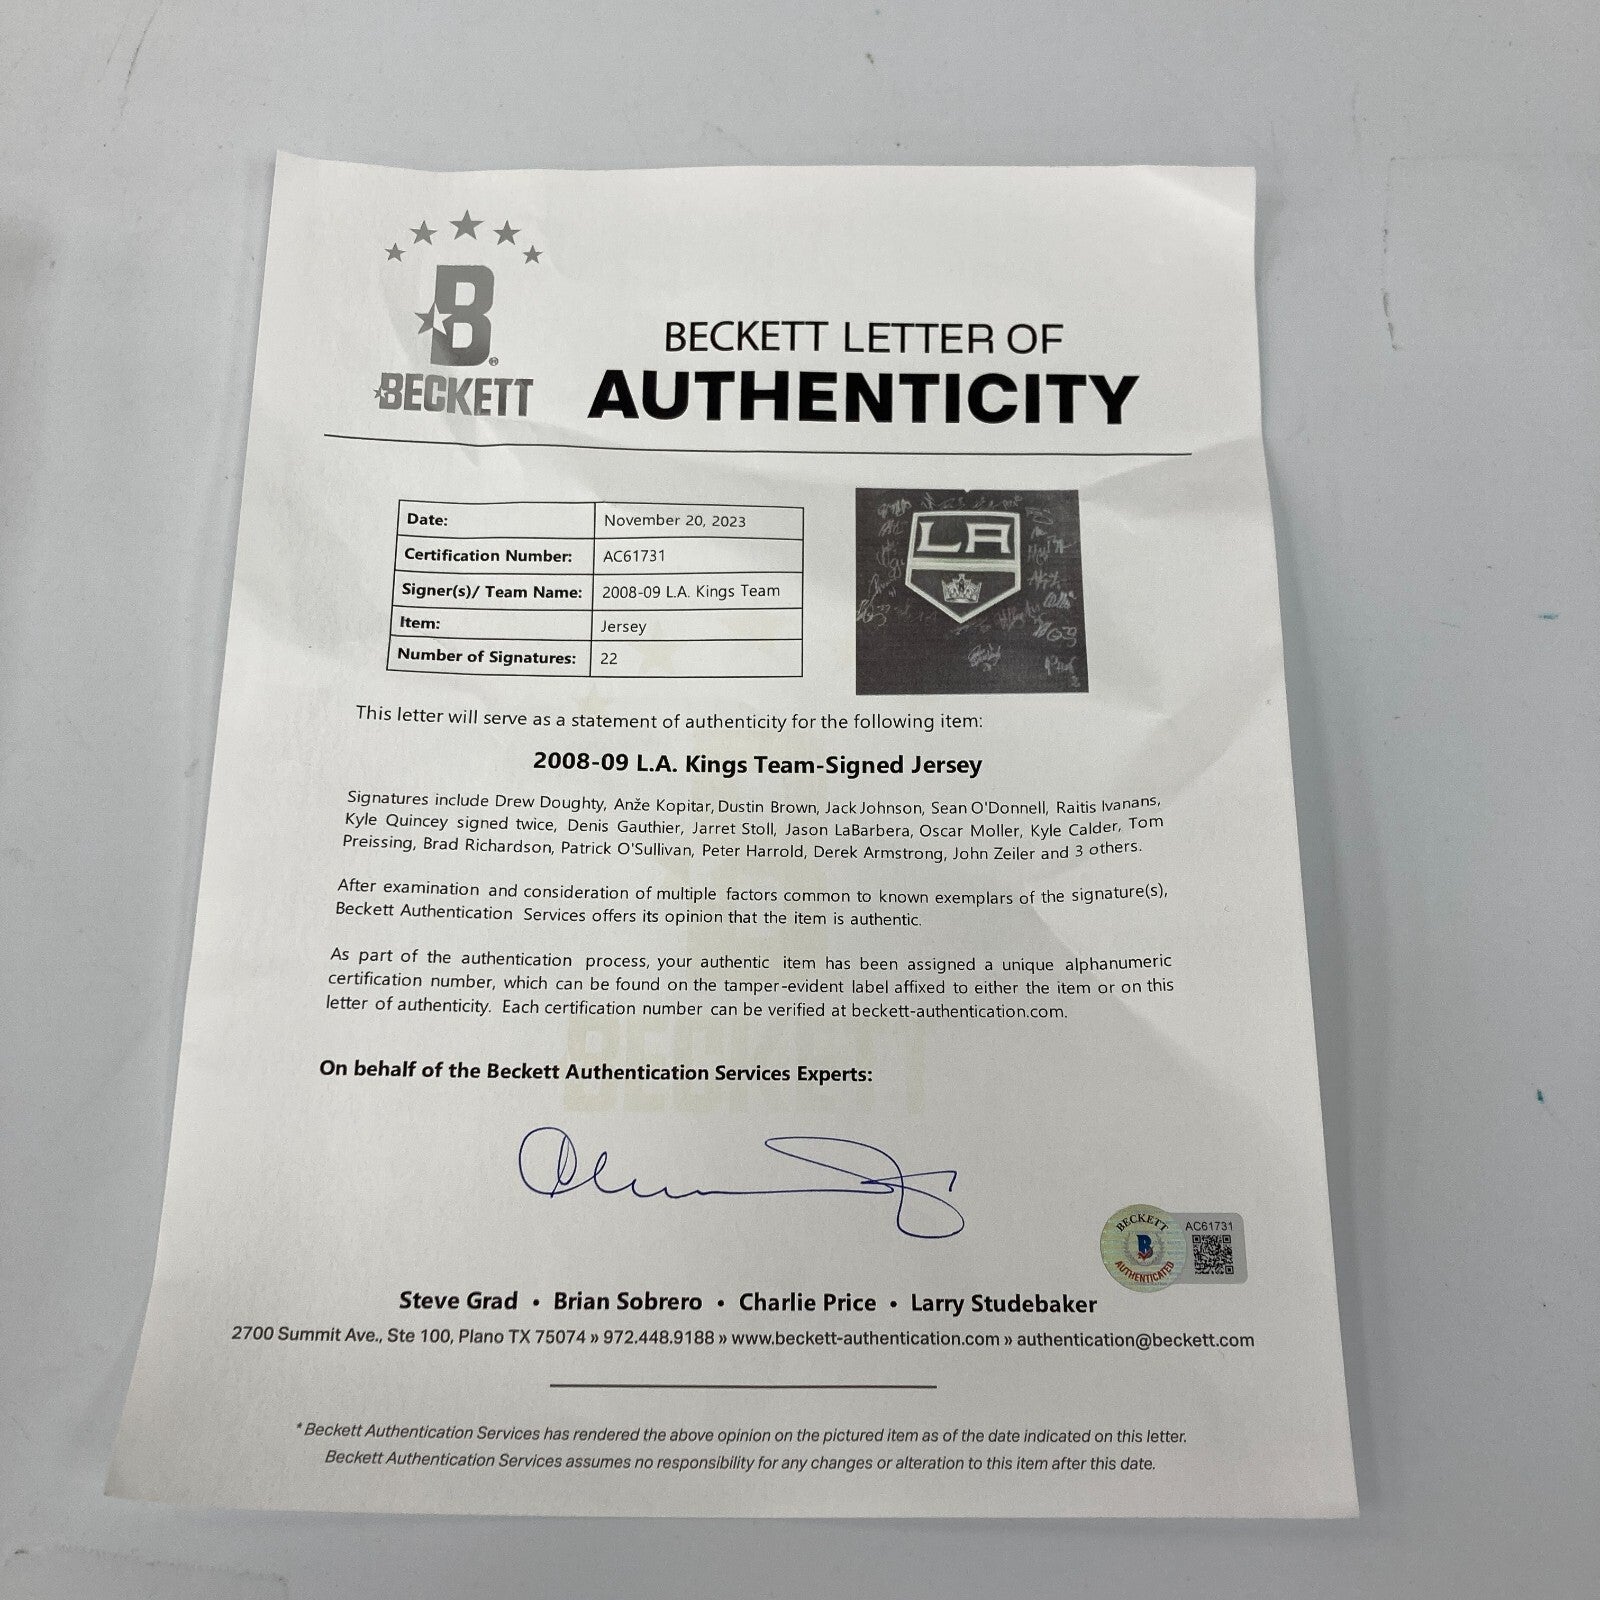 B®
BECKETT
BECKETT LETTER OF
AUTHENTICITY
Date: November 20, 2023
Certification Number: AC61731
Signer(s)/ Team Name: 2008-09 L.A. Kings Team
Item: Jersey
Number of Signatures: 22
LA
This letter will serve as a statement of authenticity for the following item:
2008-09 L.A. Kings Team-Signed Jersey
Signatures include Drew Doughty, Anže Kopitar, Dustin Brown, Jack Johnson, Sean O'Donnell, Raitis Ivanans,
Kyle Quincey signed twice, Denis Gauthier, Jarret Stoll, Jason LaBarbera, Oscar Moller, Kyle Calder, Tom
Preissing, Brad Richardson, Patrick O'Sullivan, Peter Harrold, Derek Armstrong, John Zeiler and 3 others.
After examination and consideration of multiple factors common to known exemplars of the signature(s),
Beckett Authentication Services offers its opinion that the item is authentic.
As part of the authentication process, your authentic item has been assigned a unique alphanumeric
certification number, which can be found on the tamper-evident label affixed to either the item or on this
letter of authenticity. Each certification number can be verified at beckett-authentication.com.
BECKETT
On behalf of the Beckett Authentication Services Experts:
BECKETT
B
AUTHENTICATED
AC61731
Steve Grad • Brian Sobrero • Charlie Price • Larry Studebaker
2700 Summit Ave., Ste 100, Plano TX 75074 » 972.448.9188 » www.beckett-authentication.com » authentication@beckett.com
* Beckett Authentication Services has rendered the above opinion on the pictured item as of the date indicated on this letter.
Beckett Authentication Services assumes no responsibility for any changes or alteration to this item after this date.